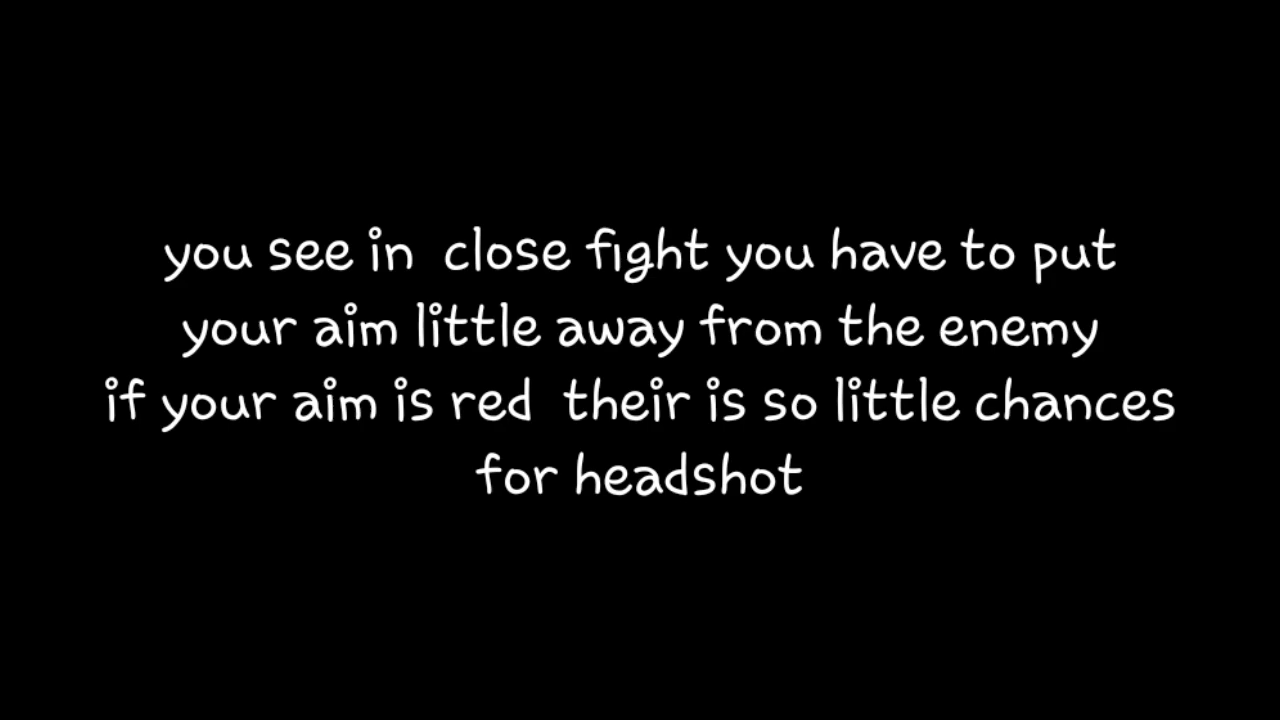 you see in  close fight you have to put
your aim little away from the enemy
if your aim is red  their is so little chances
for headshot